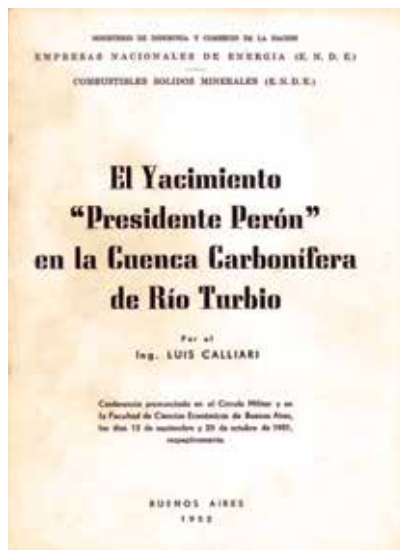 MINISTERIO DE INDUSTRIA Y COMERCIO DE LA NACION
EMPRESAS NACIONALES DE ENERGIA (E. N. D. E.)
COMBUSTIBLES SOLIDOS MINERALES (E.N.D.E.)
El Yacimiento
“Presidente Perón”
en la Cuenca Carbonífera
de Río Turbio
Por el
Ing. LUIS CALLIARI
Conferencia pronunciada en el Círculo Militar y en
la Facultad de Ciencias Económicas de Buenos Aires,
los días 12 de septiembre y 20 de octubre de 1951,
respectivamente.
BUENOS AIRES
1952